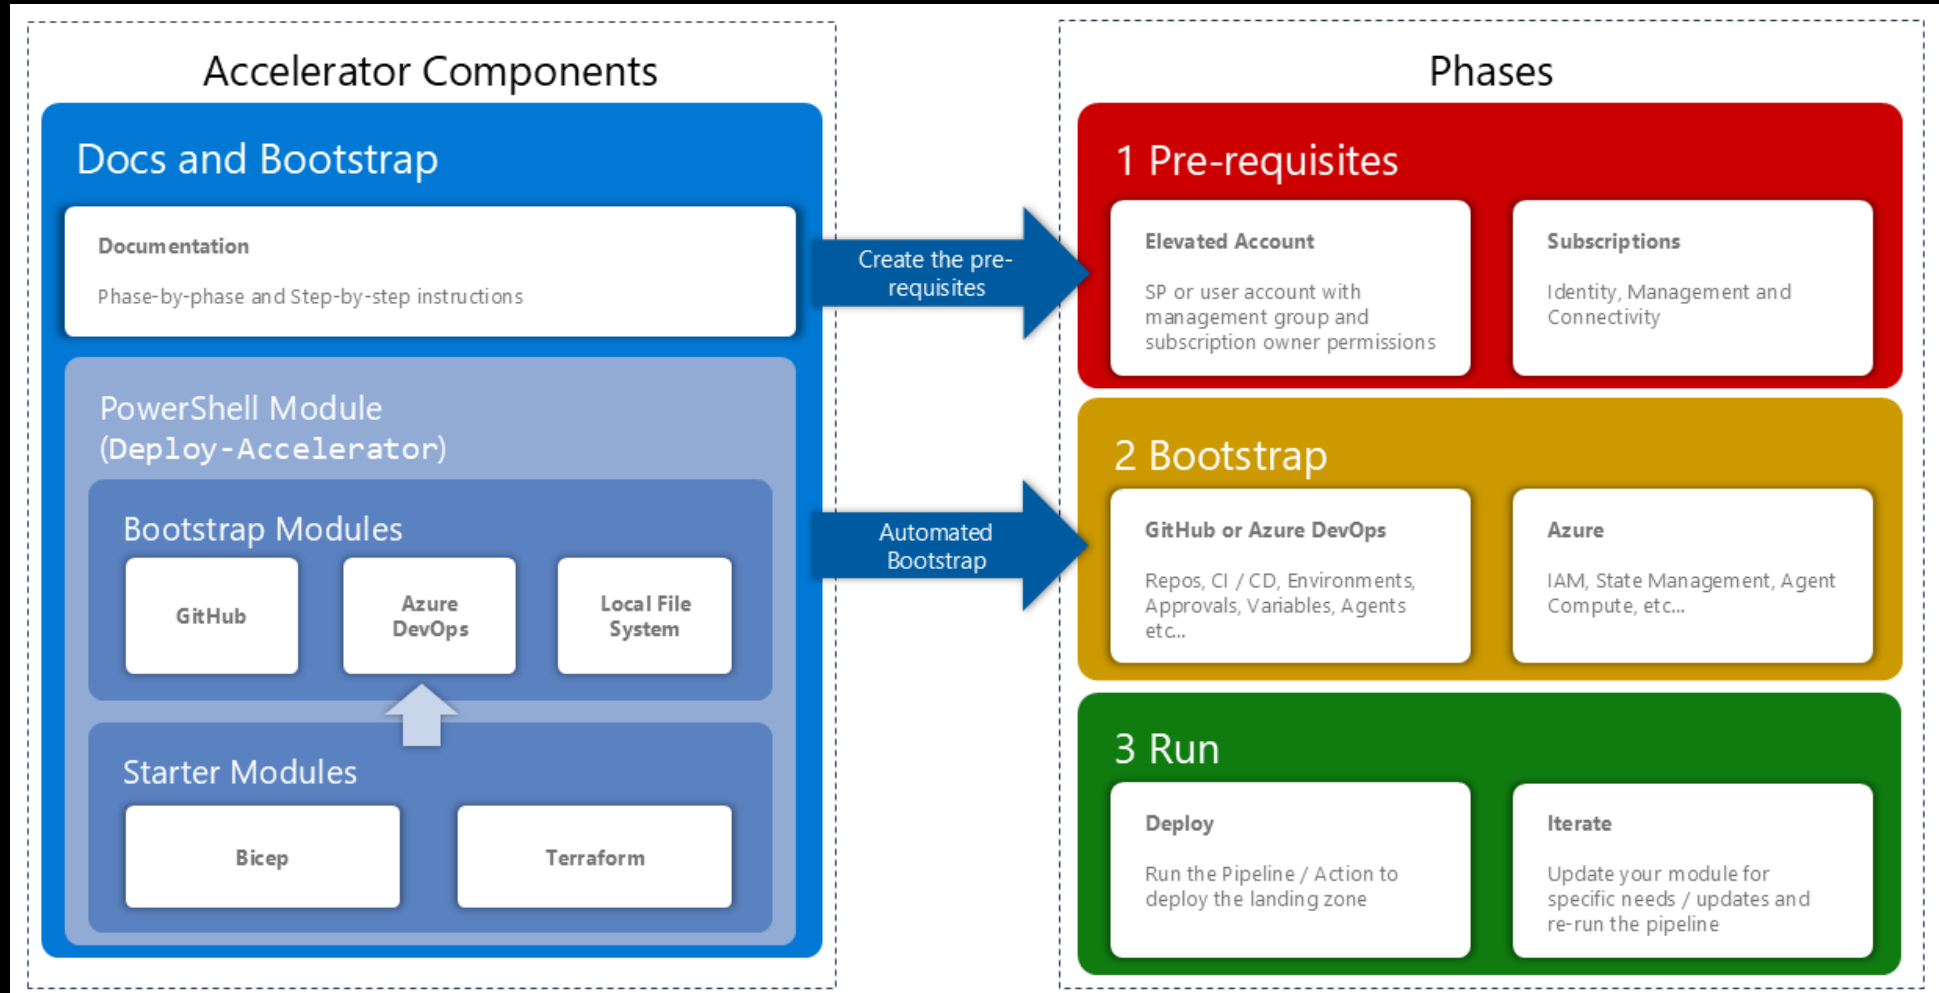 Accelerator Components
Docs and Bootstrap
Documentation
Phase-by-phase and Step-by-step instructions
PowerShell Module
(Deploy-Accelerator)
Bootstrap Modules
GitHub
Azure
DevOps
Local File
System
Starter Modules
Bicep
Terraform
Create the pre-
requisites
Automated
Bootstrap
Phases
1 Pre-requisites
Elevated Account
SP or user account with
management group and
subscription owner permissions
Subscriptions
Identity, Management and
Connectivity
2 Bootstrap
GitHub or Azure DevOps
Repos, CI / CD, Environments,
Approvals, Variables, Agents
etc...
Azure
IAM, State Management, Agent
Compute, etc...
3 Run
Deploy
Run the Pipeline / Action to
deploy the landing zone
Iterate
Update your module for
specific needs / updates and
re-run the pipeline